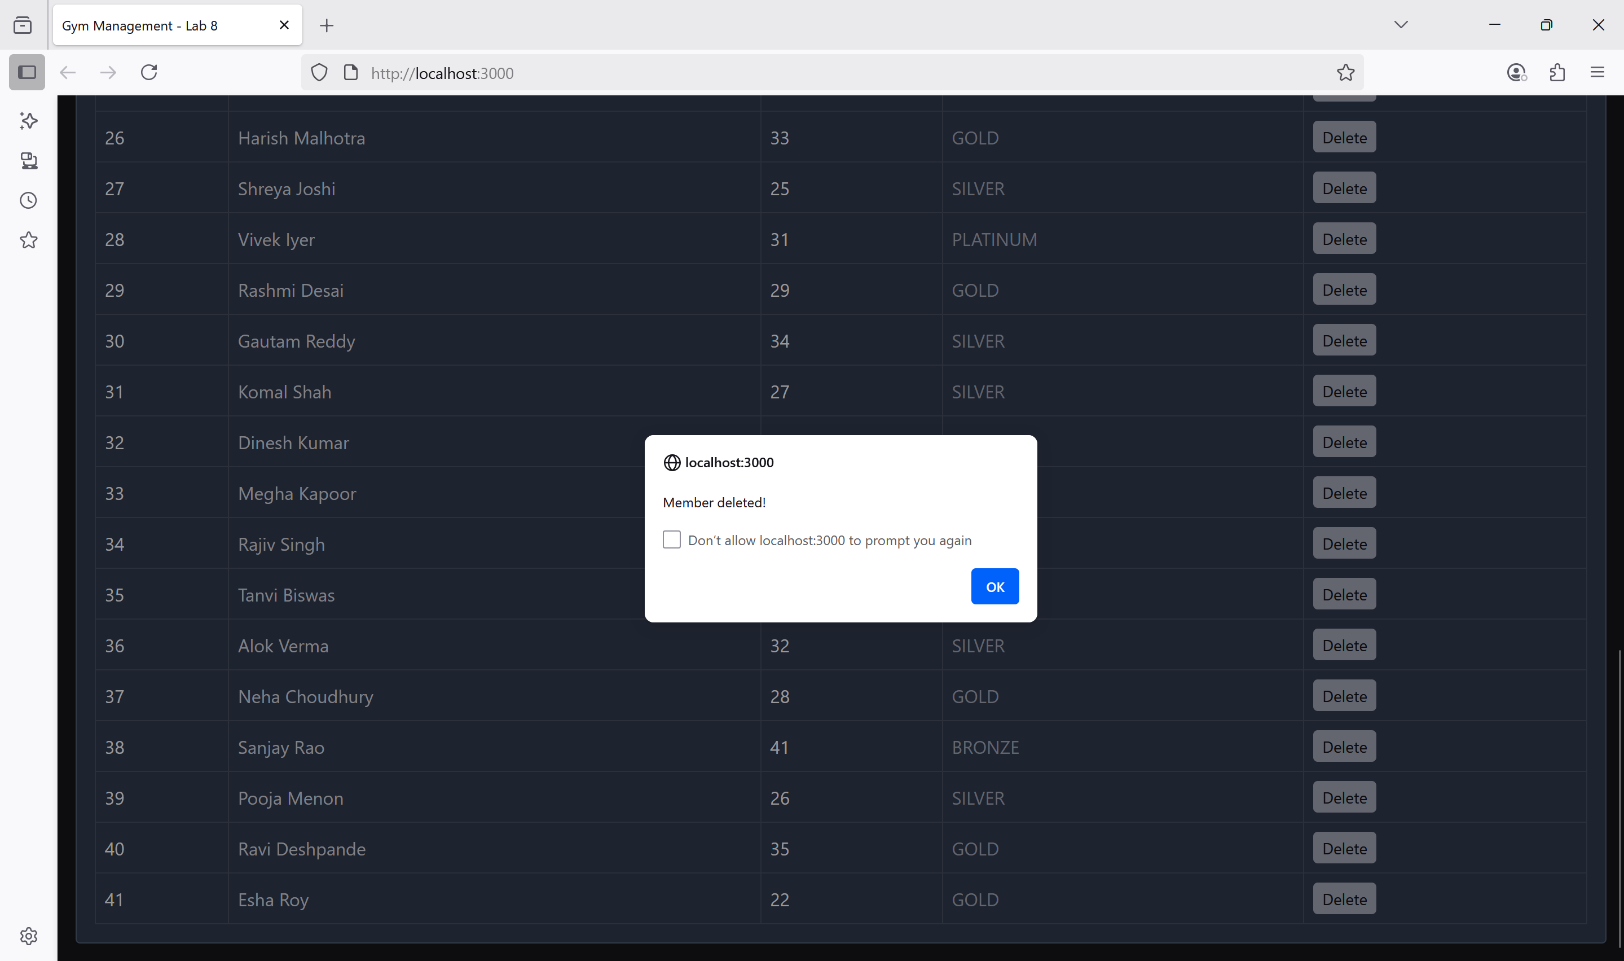 Gym Management - Lab 8
http://localhost:3000
26 Harish Malhotra 33 GOLD Delete
27 Shreya Joshi 25 SILVER Delete
28 Vivek Iyer 31 PLATINUM Delete
29 Rashmi Desai 29 GOLD Delete
30 Gautam Reddy 34 SILVER Delete
31 Komal Shah 27 SILVER Delete
32 Dinesh Kumar Delete
localhost:3000
33 Megha Kapoor Delete
Member deleted!
34 Rajiv Singh Delete
Don't allow localhost:3000 to prompt you again
35 Tanvi Biswas Delete
OK
36 Alok Verma 32 SILVER Delete
37 Neha Choudhury 28 GOLD Delete
38 Sanjay Rao 41 BRONZE Delete
39 Pooja Menon 26 SILVER Delete
40 Ravi Deshpande 35 GOLD Delete
41 Esha Roy 22 GOLD Delete